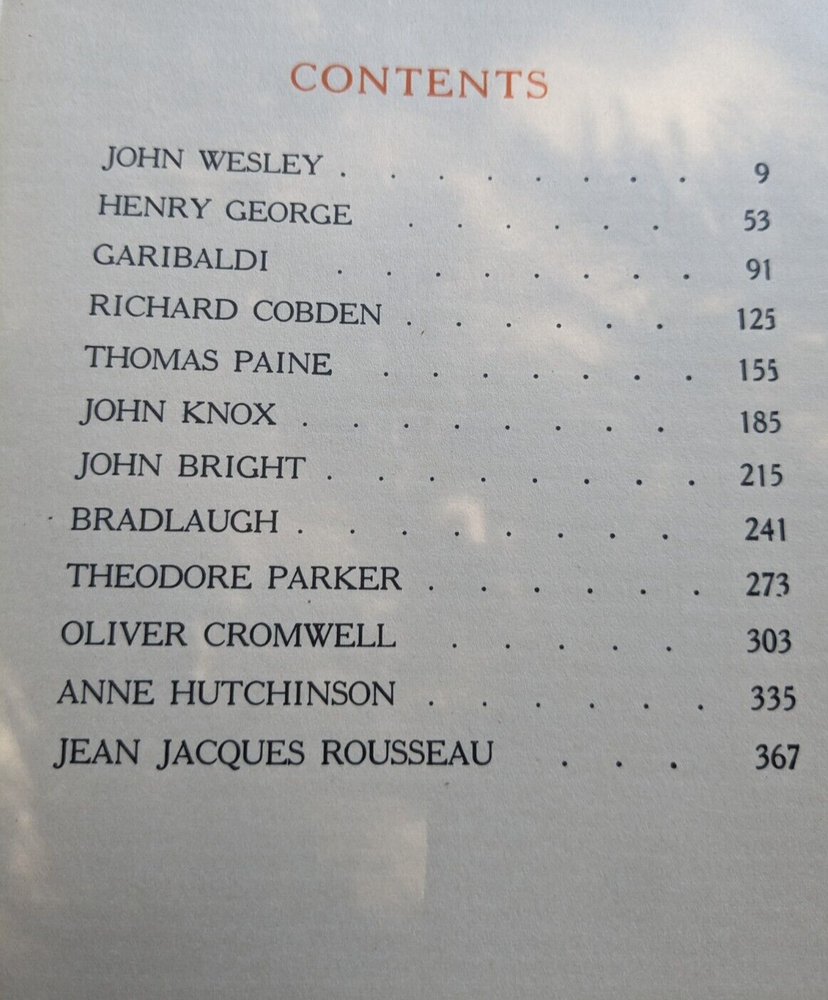 CONTENTS
JOHN WESLEY . . . . . . . . 9
HENRY GEORGE . . . . . . 53
GARIBALDI . . . . . . . . 91
RICHARD COBDEN . . . . . . 125
THOMAS PAINE . . . . . . . 155
JOHN KNOX . . . . . . . . 185
JOHN BRIGHT . . . . . . . . 215
BRADLAUGH . . . . . . . . 241
THEODORE PARKER . . . . . . 273
OLIVER CROMWELL . . . . . 303
ANNE HUTCHINSON . . . . . . 335
JEAN JACQUES ROUSSEAU . . . 367